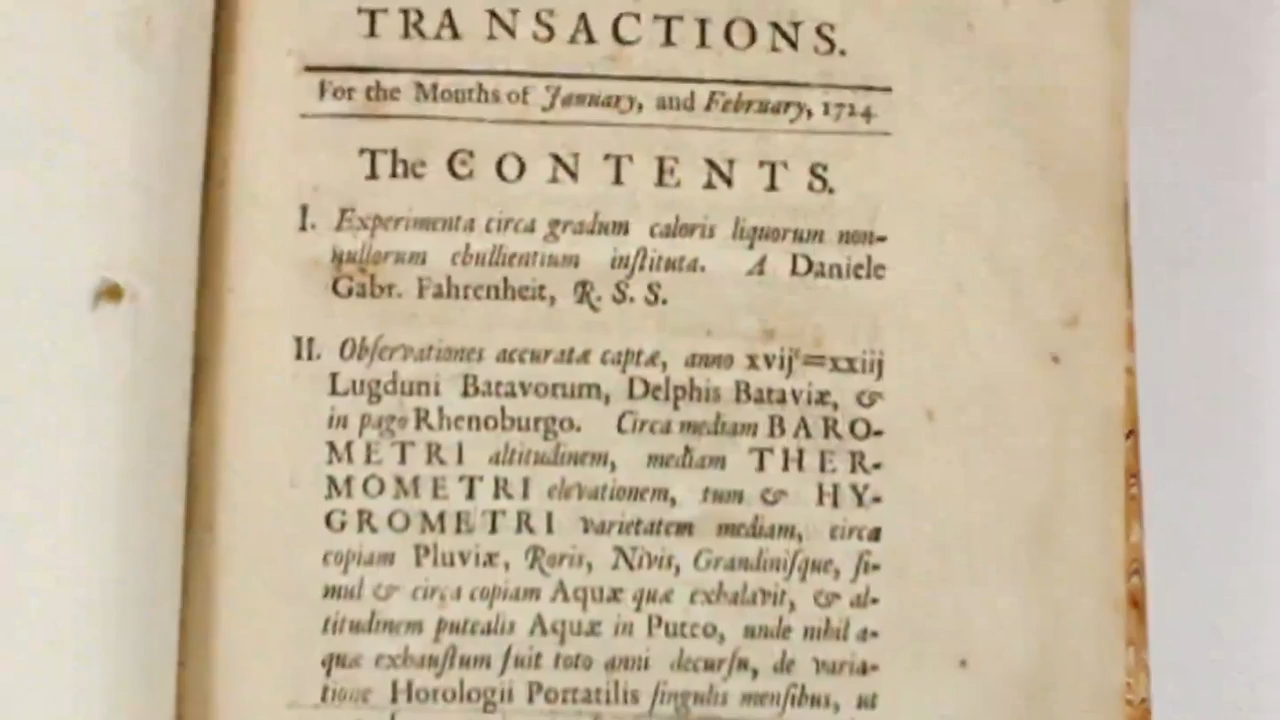 TRANSACTIONS.
For the Months of January, and February, 1724
The CONTENTS.
I. Experimenta circa gradum caloris liquorum non-
nullorum ebullientium inſtituta. A Daniele
Gabr. Fahrenheit, R. S. S.
II. Obſervationes accuratæ captæ, anno xvijᶜ=xxiij
Lugduni Batavorum, Delphis Bataviæ, &
in pago Rhenoburgo. Circa mediam BARO-
METRI altitudinem, mediam THER-
MOMETRI elevationem, tum & HY-
GROMETRI varietatem mediam, circa
copiam Pluviæ, Roris, Nivis, Grandiniſque, ſi-
mul & circa copiam Aquæ quæ exhalavit, & al-
titudinem putealis Aquæ in Puteo, unde nihil a-
quæ exhauſtum fuit toto anni decurſu, de varia-
tione Horologii Portatilis ſingulis menſibus, ut